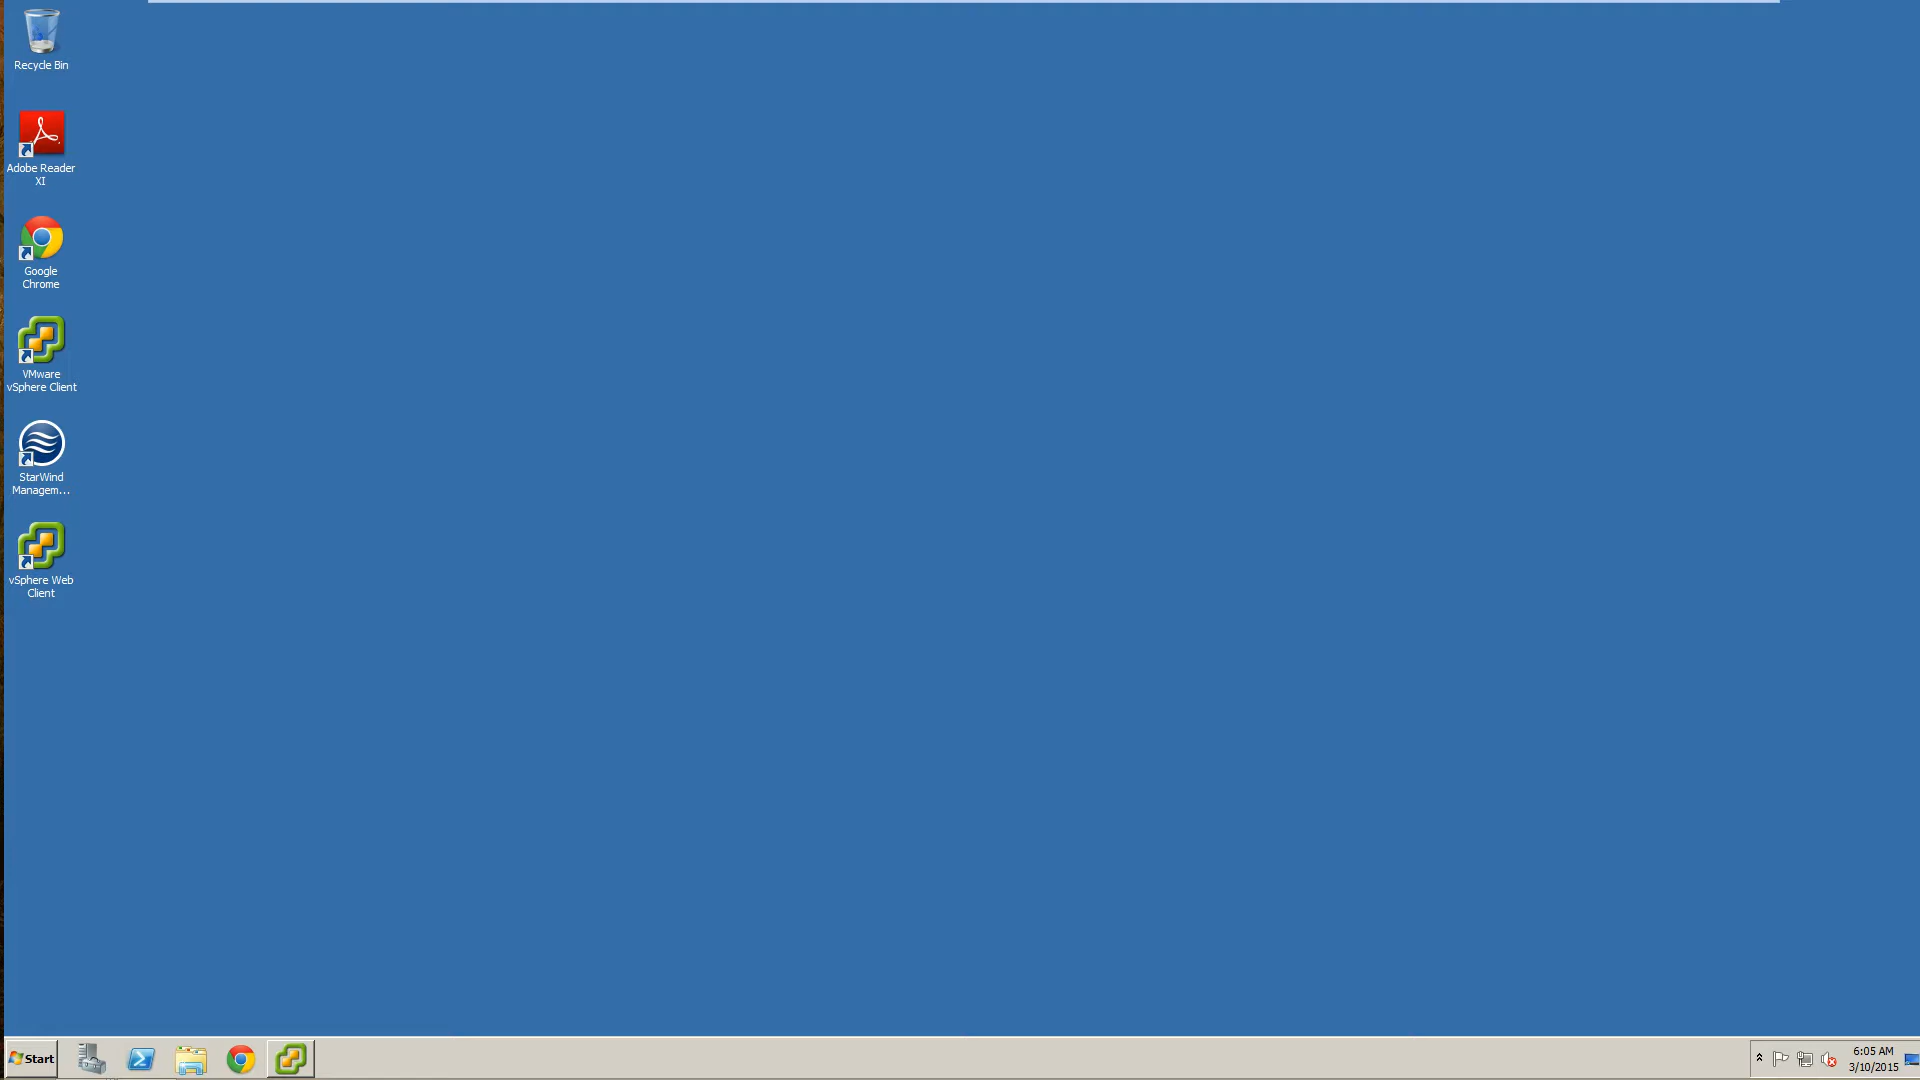 Recycle Bin
Adobe Reader
XI
Google
Chrome
VMware
vSphere Client
StarWind
Managem...
vSphere Web
Client
Start
6:05 AM
3/10/2015